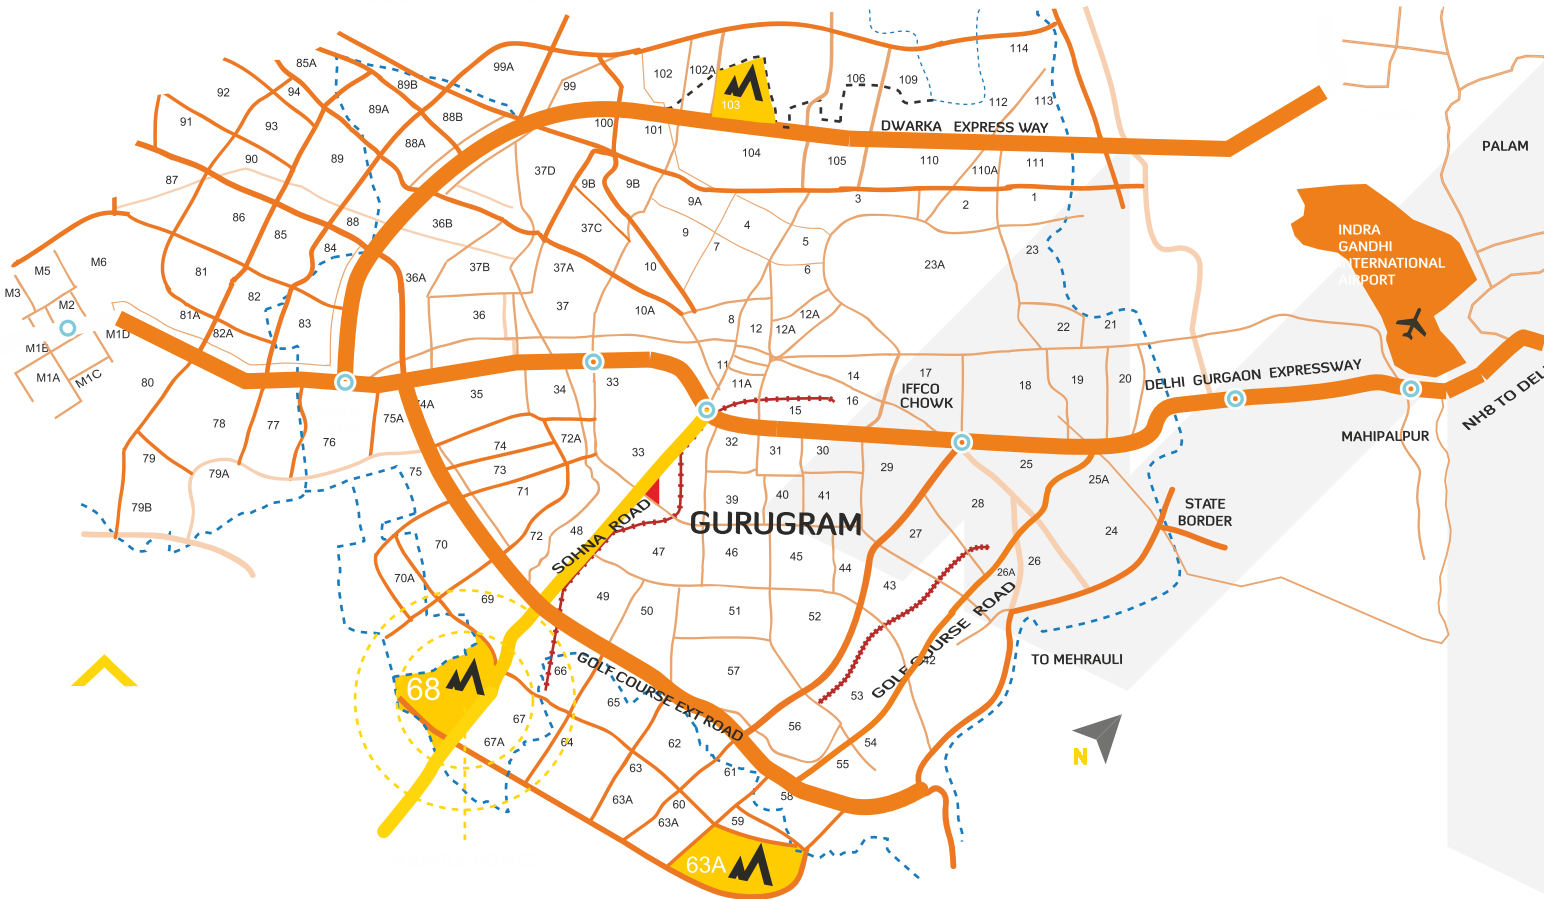 114
85A
99A
102
102A
106
109
92
94
89B
99
103
112
113
89A
91
93
88B
100
101
DWARKA EXPRESS WAY
88A
90
89
104
105
110
110A
111
PALAM
87
37D
9B
9B
86
88
36B
9A
3
2
1
85
37C
9
4
INDRA
GANDHI
INTERNATIONAL
AIRPORT
84
7
5
23
M6
M5
81
37B
37A
10
6
23A
36A
M3
M2
82
81A
83
36
37
10A
8
12
12A
12A
22
21
M1D
82A
M1B
M1A
M1C
80
35
34
33
11
11A
14
17
18
19
20
DELHI GURGAON EXPRESSWAY
IFFCO
CHOWK
16
15
NH8 TO DELHI
74A
75A
78
77
76
74
72A
33
32
31
30
29
25
MAHIPALPUR
79
79A
75
73
71
39
40
41
28
25A
STATE
BORDER
79B
GURUGRAM
SOHNA ROAD
48
72
70
47
46
45
44
27
24
26
26A
70A
43
69
49
50
51
52
GOLF COURSE ROAD
42
TO MEHRAULI
66
57
53
68
GOLF COURSE EXT ROAD
65
67
67A
64
62
56
54
55
N
63
61
63A
60
58
63A
59
63A